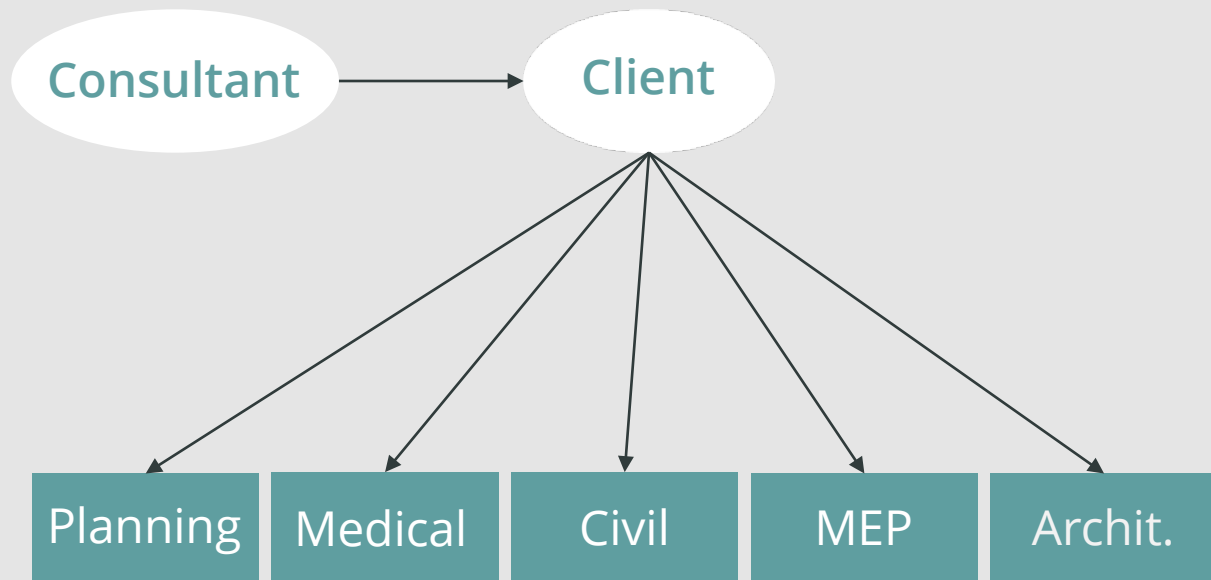 Consultant
Client
Planning
Medical
Civil
MEP
Archit.